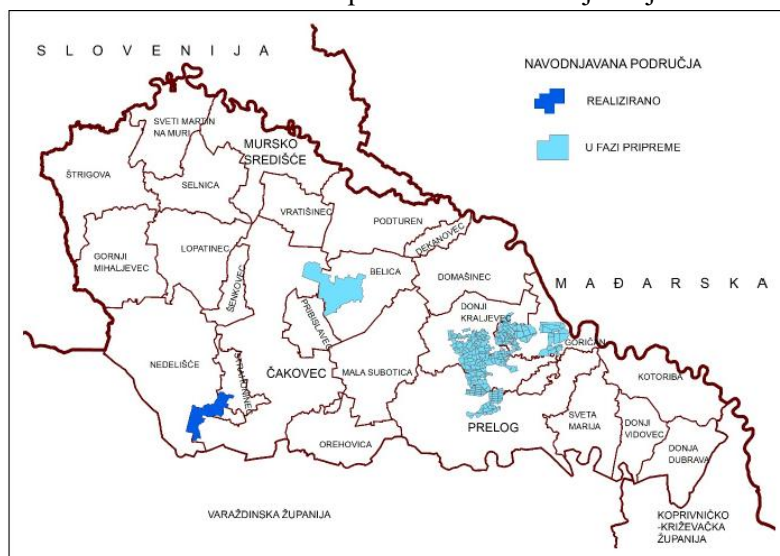 S L O V E N I J A
NAVODNJAVANA PODRUČJA
REALIZIRANO
U FAZI PRIPREME
SVETI MARTIN
NA MURI
MURSKO
SREDIŠĆE
ŠTRIGOVA
SELNICA
VRATIŠINEC
PODTUREN
DEKANOVEC
GORNJI
MIHALJEVEC
LOPATINEC
ŠENKOVEC
BELICA
DOMAŠINEC
M A Đ A R S K A
PRIBISLAVEC
DONJI
KRALJEVEC
GORIČAN
NEDELIŠĆE
STRAHONINEC
ČAKOVEC
MALA SUBOTICA
KOTORIBA
PRELOG
SVETA
MARIJA
DONJI
VIDOVEC
DONJA
DUBRAVA
OREHOVICA
VARAŽDINSKA ŽUPANIJA
KOPRIVNIČKO
-KRIŽEVAČKA
ŽUPANIJA